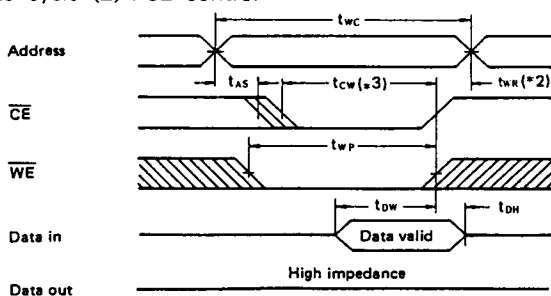 (2) : CE Control
tWC
Address
tAS
tCW(*3)
tWR(*2)
CE
tWP
WE
tDW
tDH
Data in
Data valid
High impedance
Data out